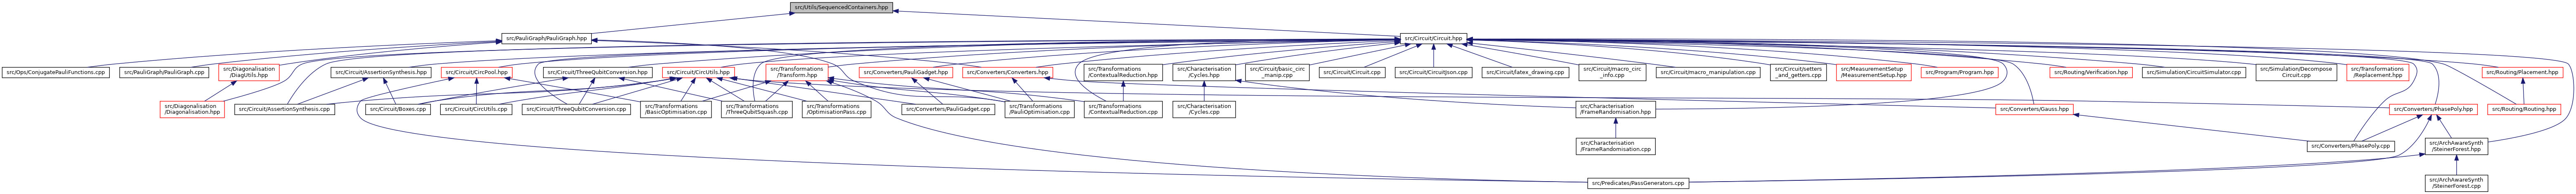 src/Utils/SequencedContainers.hpp
src/PauliGraph/PauliGraph.hpp
src/Circuit/Circuit.hpp
src/Ops/ConjugatePauliFunctions.cpp
src/PauliGraph/PauliGraph.cpp
src/Diagonalisation
/DiagUtils.hpp
src/Circuit/AssertionSynthesis.hpp
src/Circuit/CircPool.hpp
src/Circuit/ThreeQubitConversion.hpp
src/Circuit/CircUtils.hpp
src/Transformations
/Transform.hpp
src/Converters/PauliGadget.hpp
src/Converters/Converters.hpp
src/Transformations
/ContextualReduction.hpp
src/Characterisation
/Cycles.hpp
src/Circuit/basic_circ
_manip.cpp
src/Circuit/Circuit.cpp
src/Circuit/CircuitJson.cpp
src/Circuit/latex_drawing.cpp
src/Circuit/macro_circ
_info.cpp
src/Circuit/macro_manipulation.cpp
src/Circuit/setters
_and_getters.cpp
src/MeasurementSetup
/MeasurementSetup.hpp
src/Program/Program.hpp
src/Routing/Verification.hpp
src/Simulation/CircuitSimulator.cpp
src/Simulation/Decompose
Circuit.cpp
src/Transformations
/Replacement.hpp
src/Routing/Placement.hpp
src/Diagonalisation
/Diagonalisation.hpp
src/Circuit/AssertionSynthesis.cpp
src/Circuit/Boxes.cpp
src/Circuit/CircUtils.cpp
src/Circuit/ThreeQubitConversion.cpp
src/Transformations
/BasicOptimisation.cpp
src/Transformations
/ThreeQubitSquash.cpp
src/Transformations
/OptimisationPass.cpp
src/Converters/PauliGadget.cpp
src/Transformations
/PauliOptimisation.cpp
src/Transformations
/ContextualReduction.cpp
src/Characterisation
/Cycles.cpp
src/Characterisation
/FrameRandomisation.hpp
src/Converters/Gauss.hpp
src/Converters/PhasePoly.hpp
src/Routing/Routing.hpp
src/Characterisation
/FrameRandomisation.cpp
src/Converters/PhasePoly.cpp
src/ArchAwareSynth
/SteinerForest.hpp
src/Predicates/PassGenerators.cpp
src/ArchAwareSynth
/SteinerForest.cpp